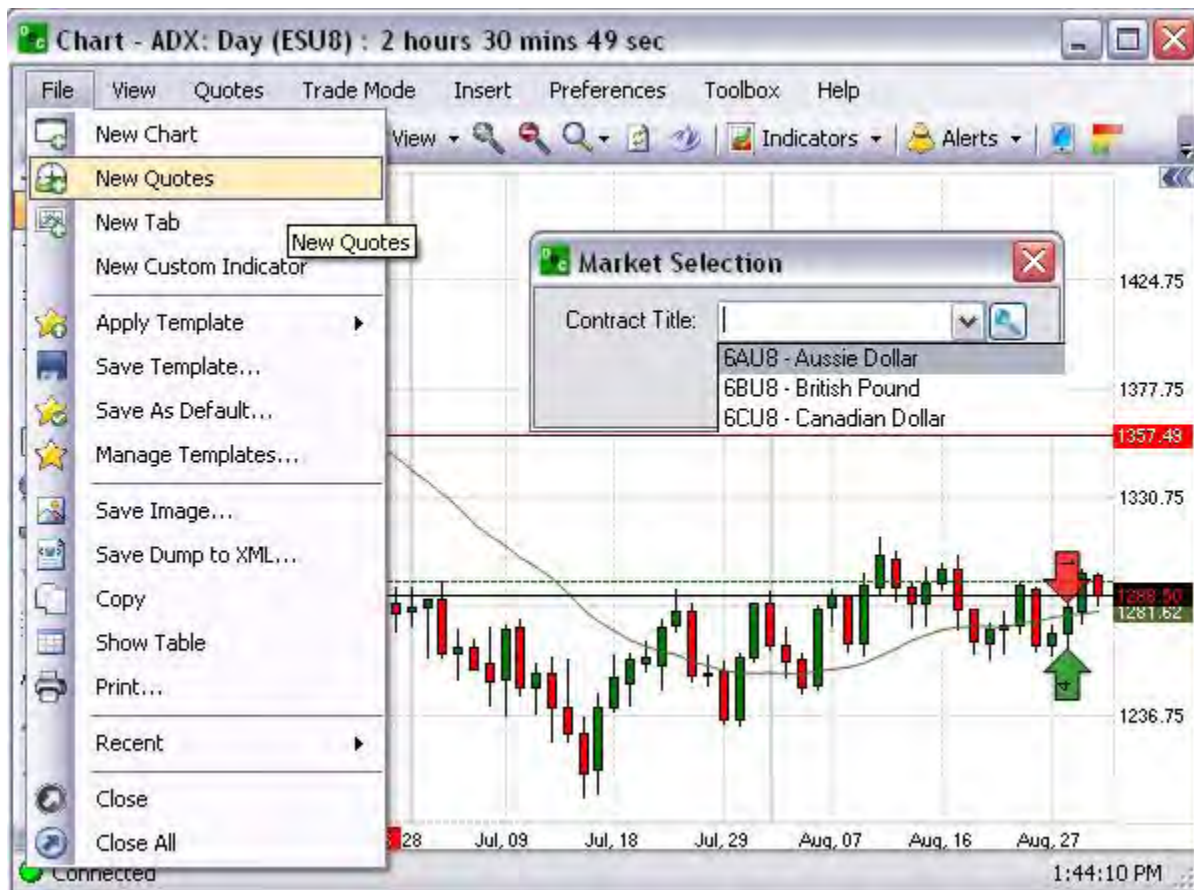 Chart - ADX: Day (ESU8) : 2 hours 30 mins 49 sec
File View Quotes Trade Mode Insert Preferences Toolbox Help
New Chart
View Indicators Alerts
New Quotes
New Tab
New Quotes
New Custom Indicator
Apply Template
Save Template...
Save As Default...
Manage Templates...
Save Image...
Save Dump to XML...
Copy
Show Table
Print...
Recent
Close
Close All
Market Selection
Contract Title:
6AU8 - Aussie Dollar
6BU8 - British Pound
6CU8 - Canadian Dollar
1424.75
1377.75
1357.49
1330.75
1288.50
1281.62
1236.75
28 Jul, 09 Jul, 18 Jul, 29 Aug, 07 Aug, 16 Aug, 27
Connected 1:44:10 PM